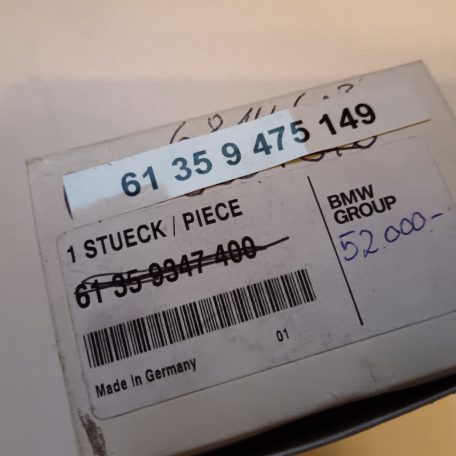 61 35 9 475 149
1 STUECK / PIECE
61 35 9347 400
BMW
GROUP
52.000.-
Made in Germany
01